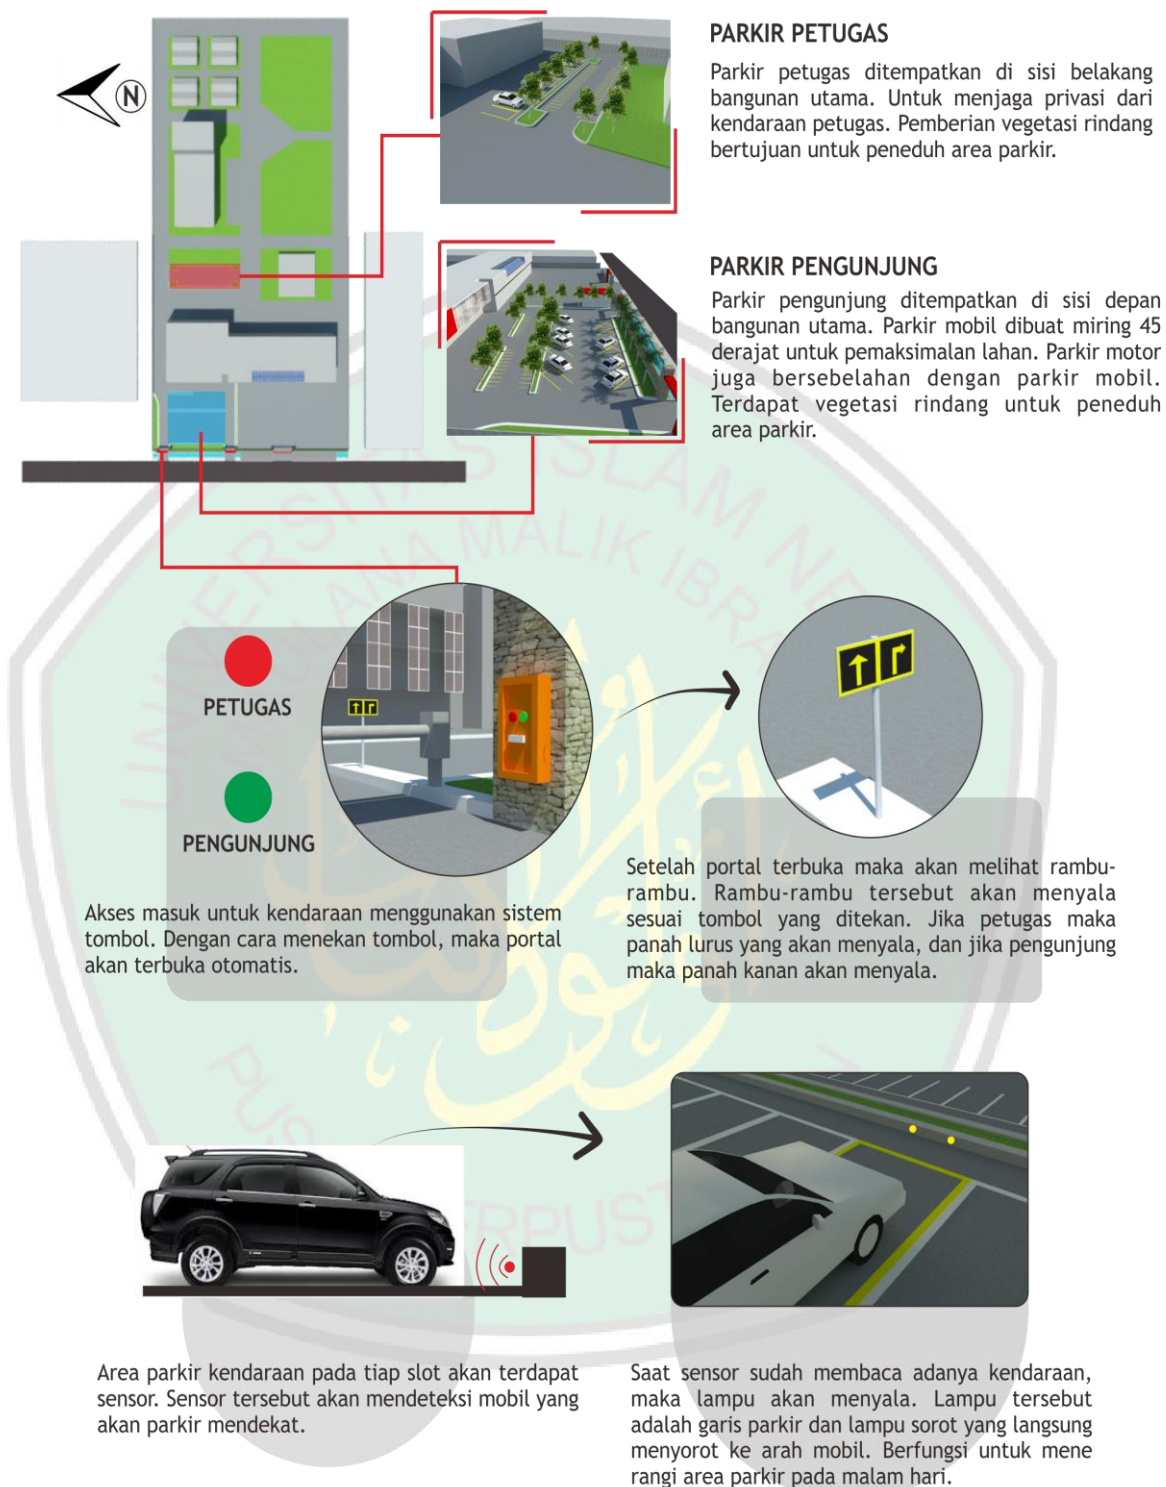 N
PARKIR PETUGAS
Parkir petugas ditempatkan di sisi belakang
bangunan utama. Untuk menjaga privasi dari
kendaraan petugas. Pemberian vegetasi rindang
bertujuan untuk peneduh area parkir.
PARKIR PENGUNJUNG
Parkir pengunjung ditempatkan di sisi depan
bangunan utama. Parkir mobil dibuat miring 45
derajat untuk pemaksimalan lahan. Parkir motor
juga bersebelahan dengan parkir mobil.
Terdapat vegetasi rindang untuk peneduh
area parkir.
PETUGAS
PENGUNJUNG
Akses masuk untuk kendaraan menggunakan sistem
tombol. Dengan cara menekan tombol, maka portal
akan terbuka otomatis.
Setelah portal terbuka maka akan melihat rambu-
rambu. Rambu-rambu tersebut akan menyala
sesuai tombol yang ditekan. Jika petugas maka
panah lurus yang akan menyala, dan jika pengunjung
maka panah kanan akan menyala.
Area parkir kendaraan pada tiap slot akan terdapat
sensor. Sensor tersebut akan mendeteksi mobil yang
akan parkir mendekat.
Saat sensor sudah membaca adanya kendaraan,
maka lampu akan menyala. Lampu tersebut
adalah garis parkir dan lampu sorot yang langsung
menyorot ke arah mobil. Berfungsi untuk mene
rangi area parkir pada malam hari.